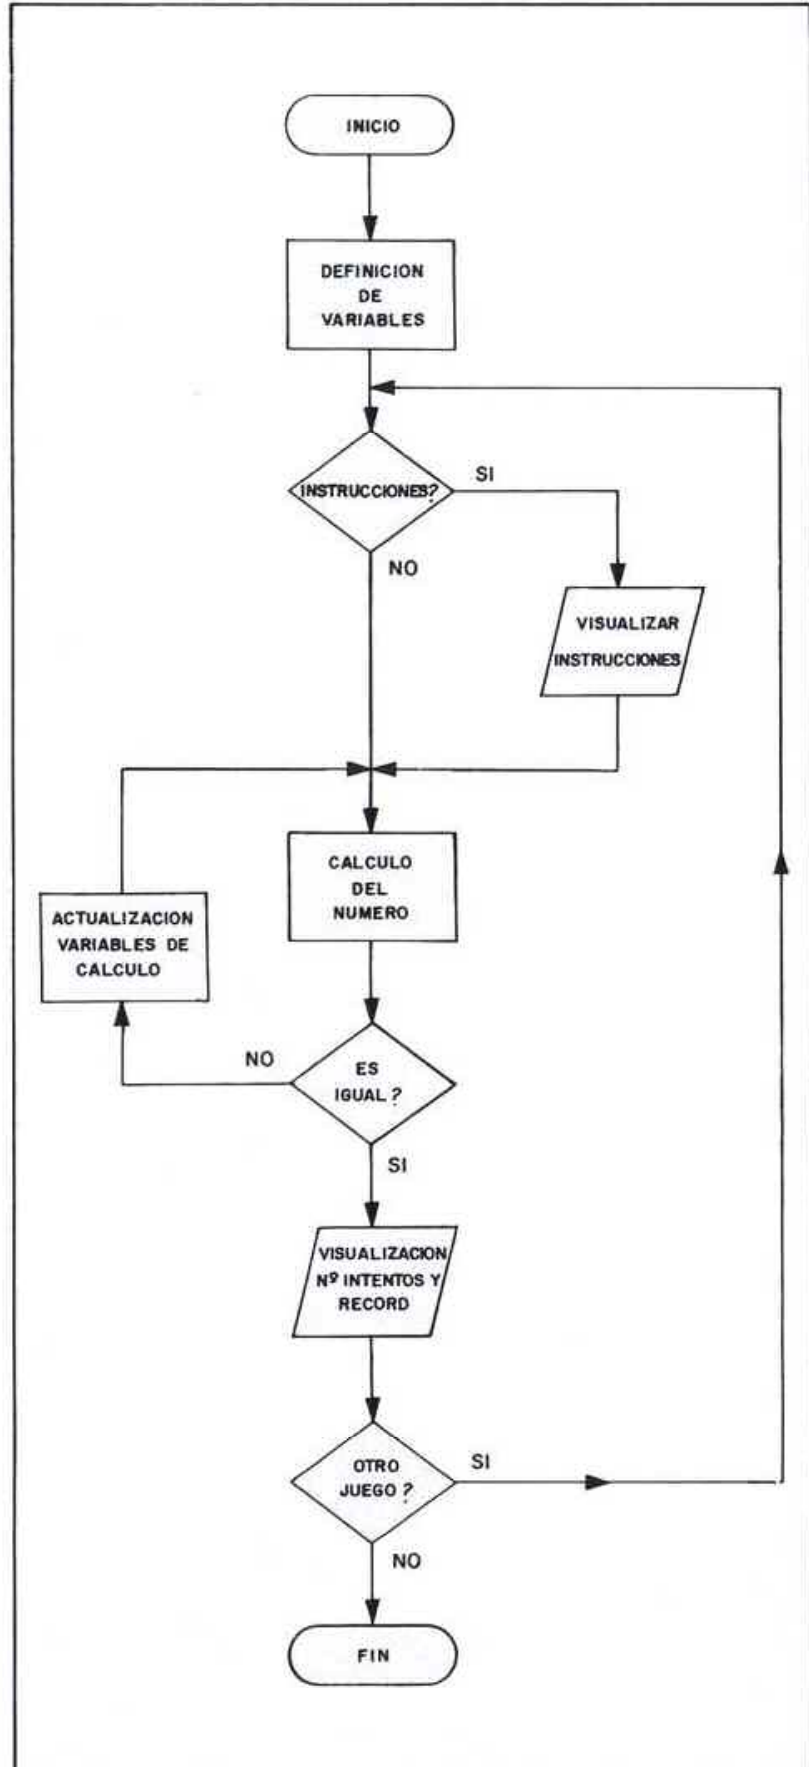 INICIO
DEFINICION
DE
VARIABLES
INSTRUCCIONES?
SI
NO
VISUALIZAR
INSTRUCCIONES
CALCULO
DEL
NUMERO
ACTUALIZACION
VARIABLES DE
CALCULO
NO
ES
IGUAL?
SI
VISUALIZACION
Nº INTENTOS Y
RECORD
OTRO
JUEGO?
SI
NO
FIN